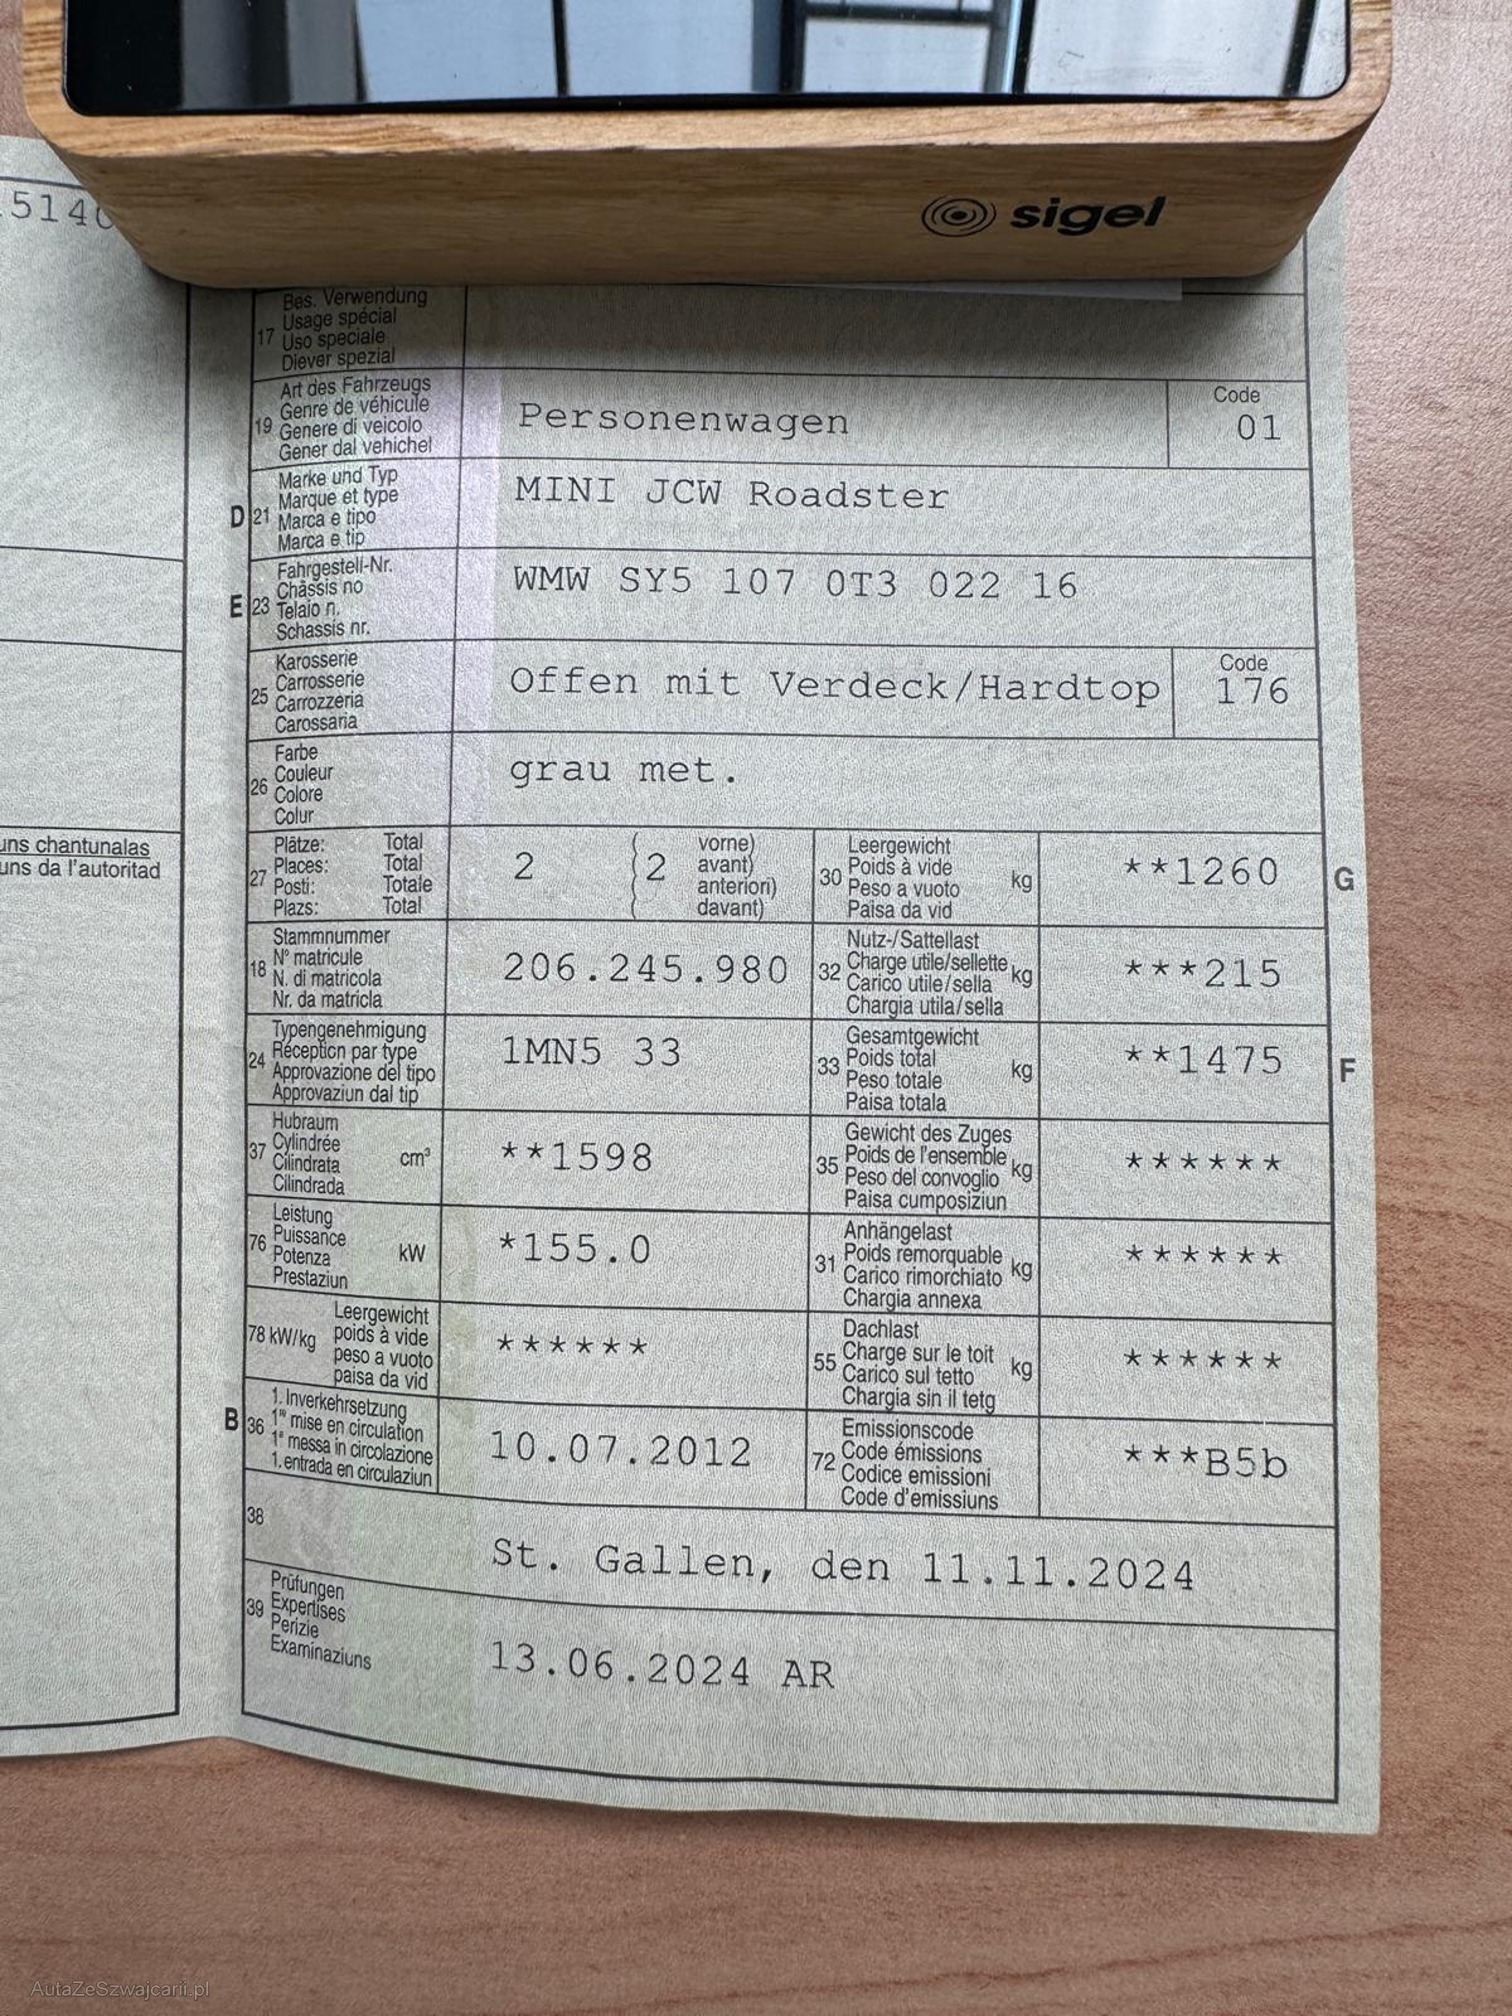 sigel
5140
uns chantunalas
uns da l'autoritad
17 Bes. Verwendung
Usage spécial
Uso speciale
Diever spezial
19 Art des Fahrzeugs
Genre de véhicule
Genere di veicolo
Gener dal vehichel
Personenwagen
Code
01
D 21 Marke und Typ
Marque et type
Marca e tipo
Marca e tip
MINI JCW Roadster
E 23 Fahrgestell-Nr.
Châssis no
Telaio n.
Schassis nr.
WMW SY5 107 0T3 022 16
25 Karosserie
Carrosserie
Carrozzeria
Carossaria
Offen mit Verdeck/Hardtop
Code
176
26 Farbe
Couleur
Colore
Colur
grau met.
27 Plätze: Total
Places: Total
Posti: Totale
Plazs: Total
2 ( 2 vorne)
avant)
anteriori)
davant)
30 Leergewicht
Poids à vide
Peso a vuoto
Paisa da vid
kg
**1260
G
18 Stammnummer
N° matricule
N. di matricola
Nr. da matricla
206.245.980
32 Nutz-/Sattellast
Charge utile/sellette
Carico utile/sella
Chargia utila/sella
kg
***215
24 Typengenehmigung
Réception par type
Approvazione del tipo
Approvaziun dal tip
1MN5 33
33 Gesamtgewicht
Poids total
Peso totale
Paisa totala
kg
**1475
F
37 Hubraum
Cylindrée
Cilindrata
Cilindrada
cm³
**1598
35 Gewicht des Zuges
Poids de l'ensemble
Peso del convoglio
Paisa cumposiziun
kg
******
76 Leistung
Puissance
Potenza
Prestaziun
kW
*155.0
31 Anhängelast
Poids remorquable
Carico rimorchiato
Chargia annexa
kg
******
78 kW/kg Leergewicht
poids à vide
peso a vuoto
paisa da vid
******
55 Dachlast
Charge sur le toit
Carico sul tetto
Chargia sin il tetg
kg
******
B 36 1. Inverkehrsetzung
1re mise en circulation
1a messa in circolazione
1. entrada en circulaziun
10.07.2012
72 Emissionscode
Code émissions
Codice emissioni
Code d'emissiuns
***B5b
38
St. Gallen, den 11.11.2024
39 Prüfungen
Expertises
Perizie
Examinaziuns
13.06.2024 AR
AutaZeSzwajcarii.pl